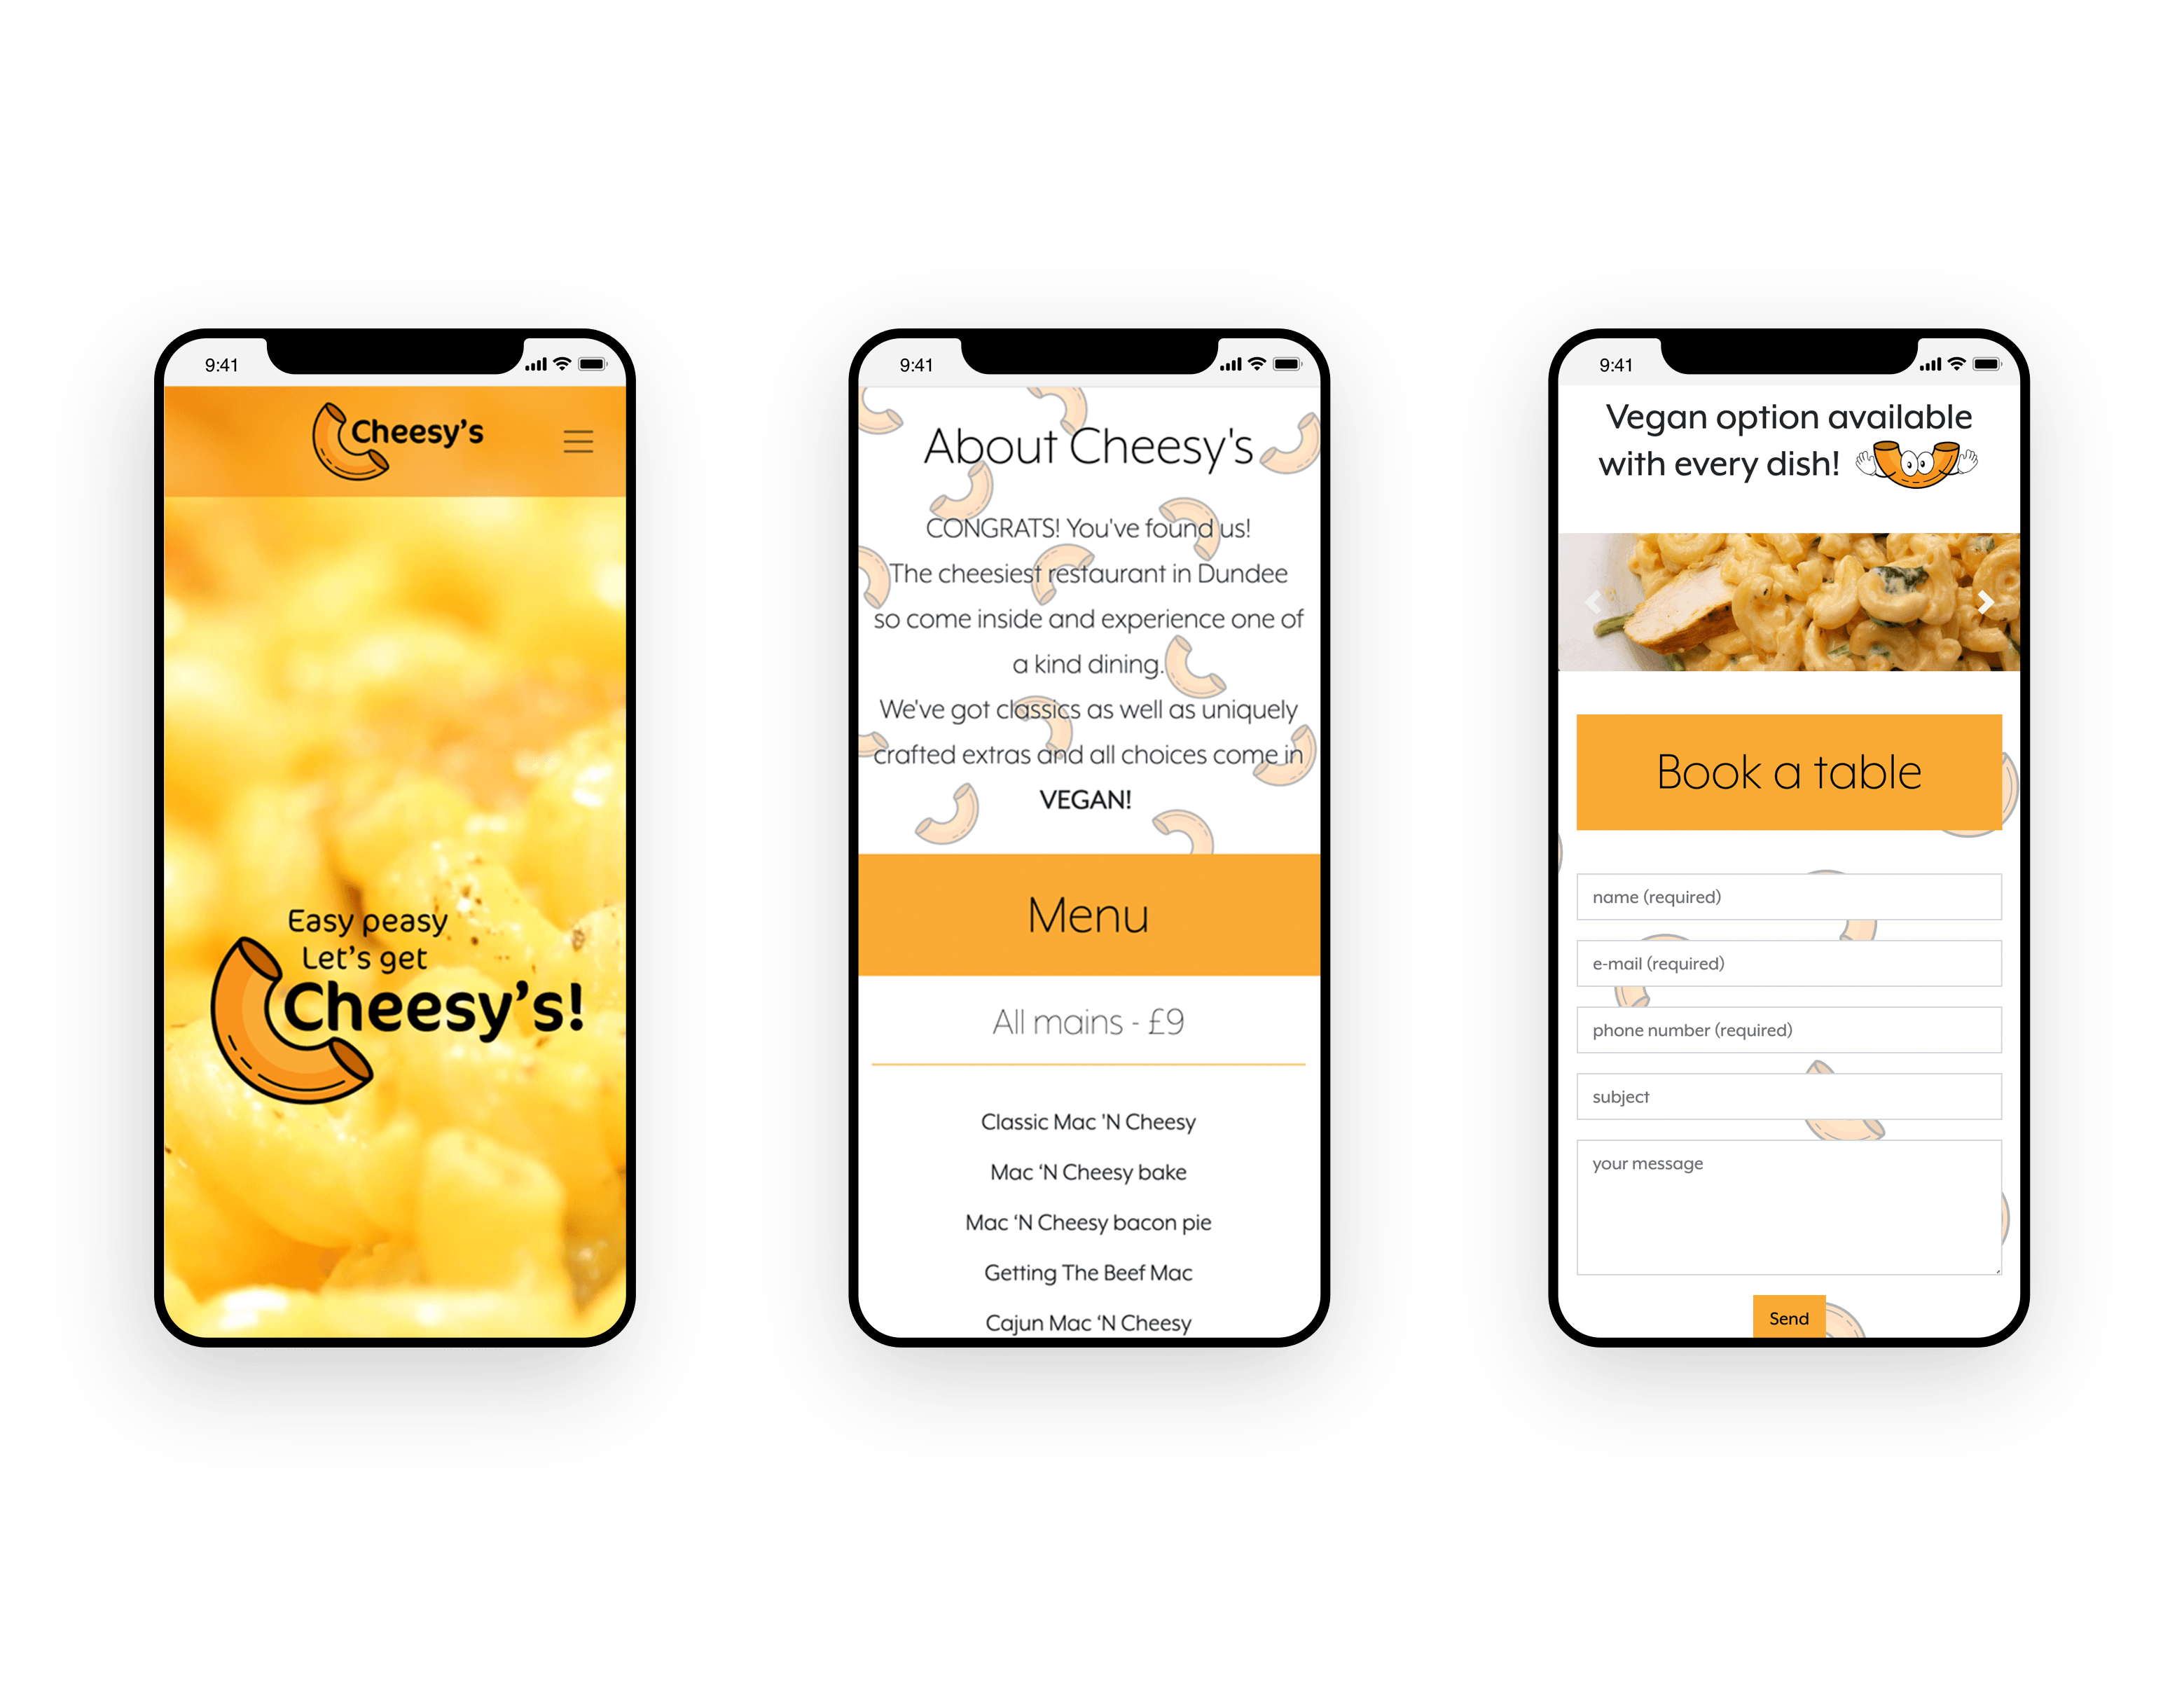 9:41
Cheesy's
Easy peasy
Let's get
Cheesy's!
9:41
About Cheesy's
CONGRATS! You've found us!
The cheesiest restaurant in Dundee
so come inside and experience one of
a kind dining.
We've got classics as well as uniquely
crafted extras and all choices come in
VEGAN!
Menu
All mains - £9
Classic Mac 'N Cheesy
Mac ‘N Cheesy bake
Mac ‘N Cheesy bacon pie
Getting The Beef Mac
Cajun Mac ‘N Cheesy
9:41
Vegan option available
with every dish!
Book a table
name (required)
e-mail (required)
phone number (required)
subject
your message
Send